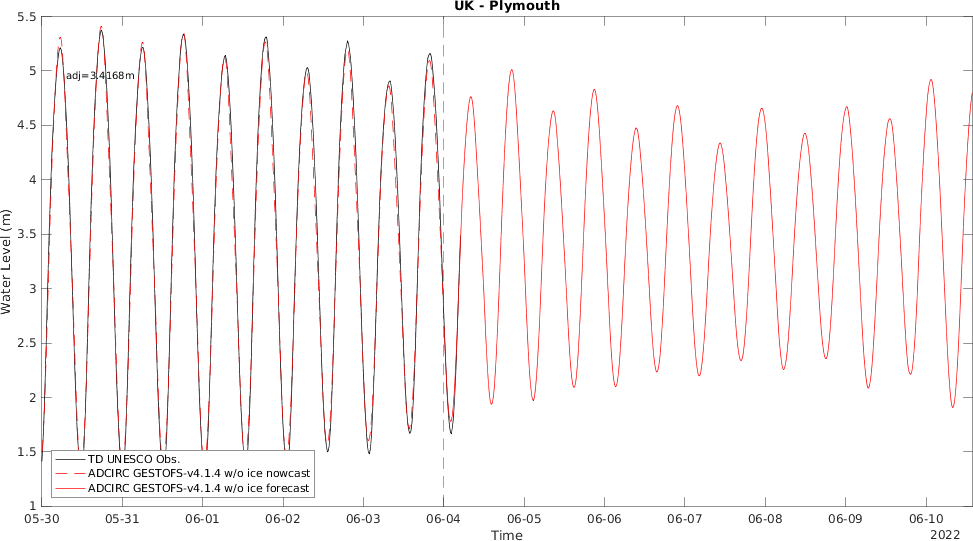 UK - Plymouth
5.5
5
4.5
4
3.5
3
2.5
2
1.5
1
Water Level (m)
adj=3.4168m
TD UNESCO Obs.
ADCIRC GESTOFS-v4.1.4 w/o ice nowcast
ADCIRC GESTOFS-v4.1.4 w/o ice forecast
05-30 05-31 06-01 06-02 06-03 06-04 06-05 06-06 06-07 06-08 06-09 06-10
Time
2022